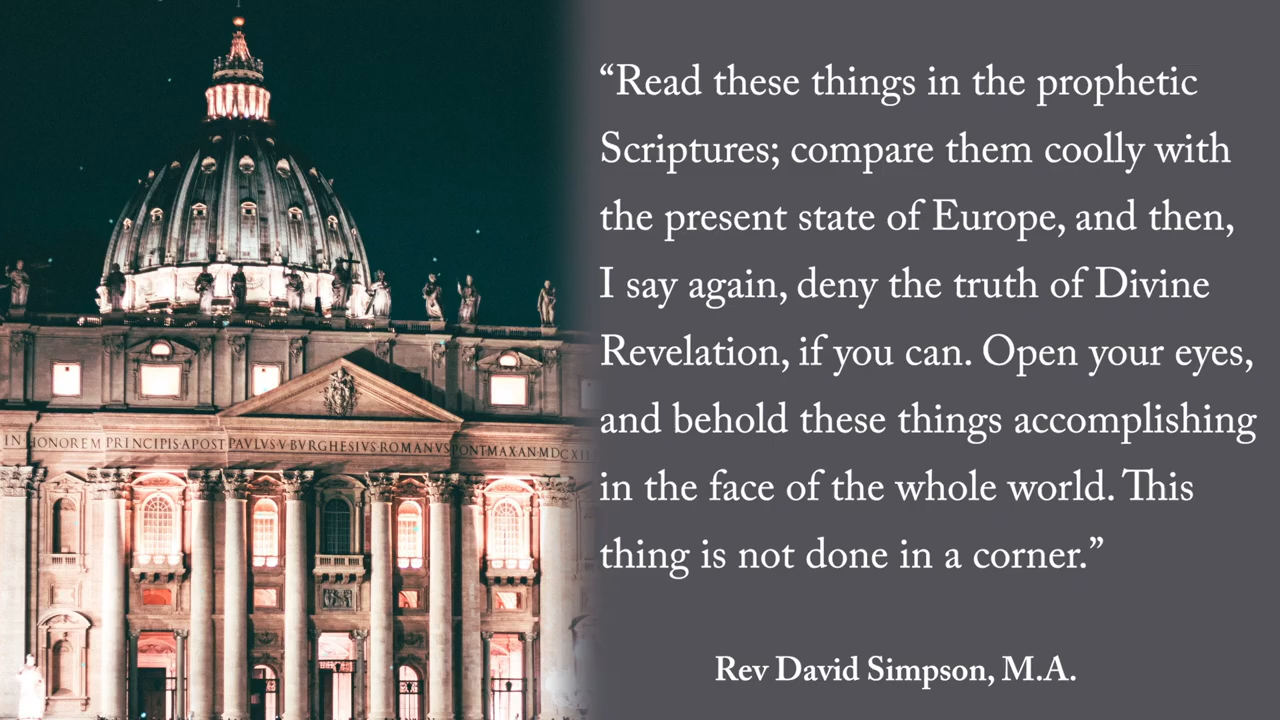 IN HONOREM PRINCIPIS APOST PAVLVS V BVRGHESIVS ROMANVS PONT MAX AN MDCXII
“Read these things in the prophetic
Scriptures; compare them coolly with
the present state of Europe, and then,
I say again, deny the truth of Divine
Revelation, if you can. Open your eyes,
and behold these things accomplishing
in the face of the whole world. This
thing is not done in a corner.”
Rev David Simpson, M.A.